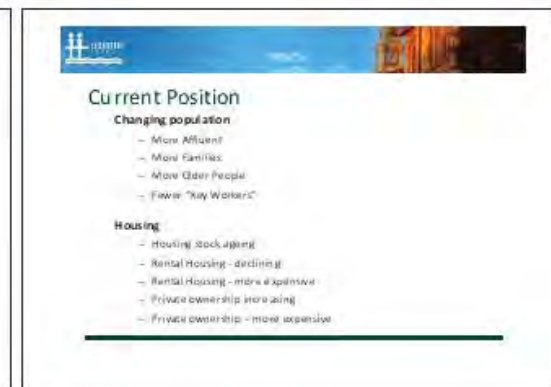 Current Position
Changing population
– More Affluent
– More Families
– More Older People
– Fewer "Key Workers"
Housing
– Housing stock ageing
– Rental Housing - declining
– Rental Housing - more expensive
– Private ownership increasing
– Private ownership - more expensive